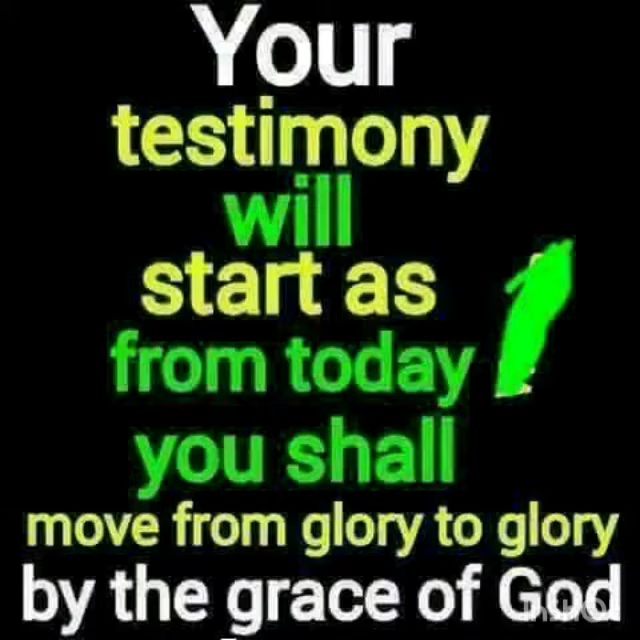 Your
testimony
will
start as
from today
you shall
move from glory to glory
by the grace of God